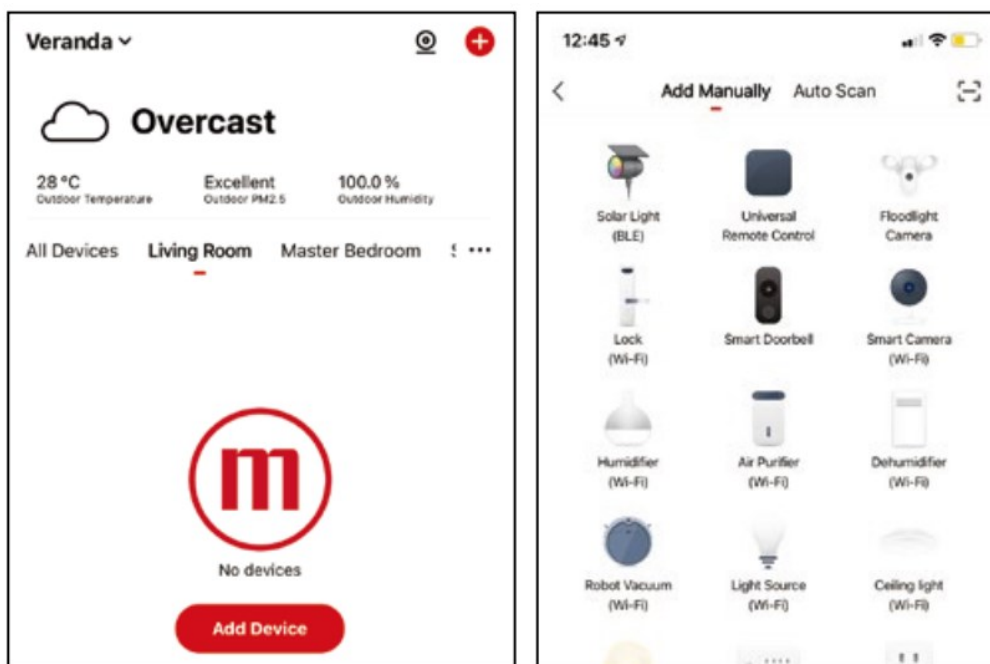 Veranda
Overcast
28 °C
Outdoor Temperature
Excellent
Outdoor PM2.5
100.0 %
Outdoor Humidity
All Devices Living Room Master Bedroom
m
No devices
Add Device
12:45
Add Manually Auto Scan
Solar Light
(BLE)
Universal
Remote Control
Floodlight
Camera
Lock
(Wi-Fi)
Smart Doorbell
Smart Camera
(Wi-Fi)
Humidifier
(Wi-Fi)
Air Purifier
(Wi-Fi)
Dehumidifier
(Wi-Fi)
Robot Vacuum
(Wi-Fi)
Light Source
(Wi-Fi)
Ceiling light
(Wi-Fi)